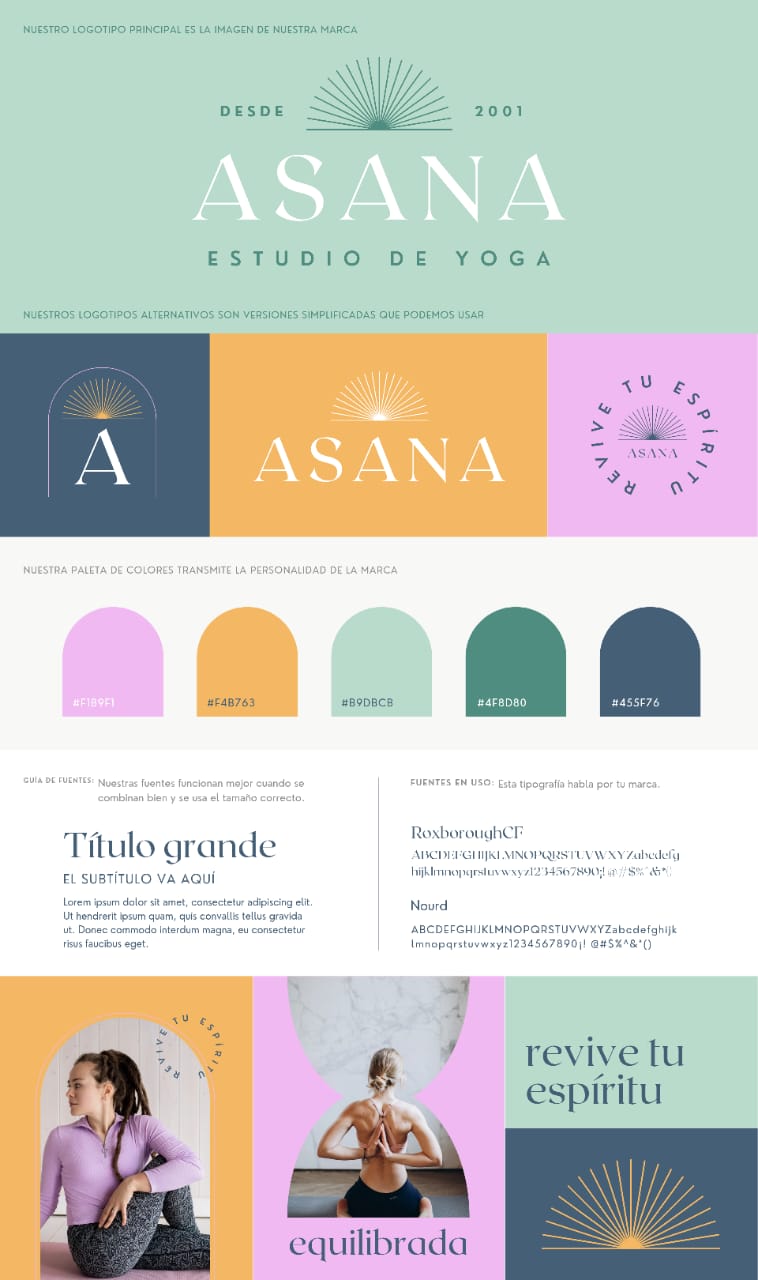 NUESTRO LOGOTIPO PRINCIPAL ES LA IMAGEN DE NUESTRA MARCA
DESDE 2001
ASANA
ESTUDIO DE YOGA
NUESTROS LOGOTIPOS ALTERNATIVOS SON VERSIONES SIMPLIFICADAS QUE PODEMOS USAR
A
ASANA
REVIVE TU ESPÍRITU
ASANA
NUESTRA PALETA DE COLORES TRANSMITE LA PERSONALIDAD DE LA MARCA
#F1B9F1
#F4B763
#B9DBCB
#4F8D80
#455F76
GUÍA DE FUENTES: Nuestras fuentes funcionan mejor cuando se
combinan bien y se usa el tamaño correcto.
Título grande
EL SUBTÍTULO VA AQUÍ
Lorem ipsum dolor sit amet, consectetur adipiscing elit.
Ut hendrerit ipsum quam, quis convallis tellus gravida
ut. Donec commodo interdum magna, eu consectetur
risus faucibus eget.
FUENTES EN USO: Esta tipografía habla por tu marca.
RoxboroughCF
ABCDEFGHIJKLMNOPQRSTUVWXYZabcdefg
hijklmnopqrstuvwxyz1234567890¡! @#$%^&*()
Nourd
ABCDEFGHIJKLMNOPQRSTUVWXYZabcdefghijk
lmnopqrstuvwxyz1234567890¡! @#$%^&*()
REVIVE TU ESPÍRITU
equilibrada
revive tu
espíritu